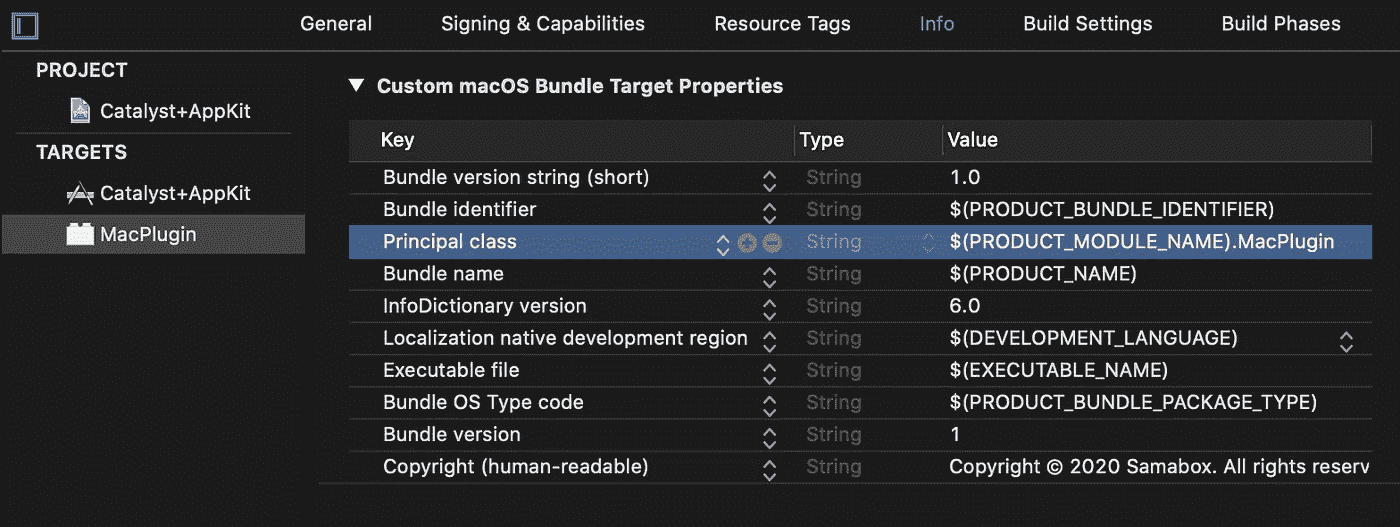 General Signing & Capabilities Resource Tags Info Build Settings Build Phases
PROJECT
Catalyst+AppKit
TARGETS
Catalyst+AppKit
MacPlugin
Custom macOS Bundle Target Properties
Key Type Value
Bundle version string (short) String 1.0
Bundle identifier String $(PRODUCT_BUNDLE_IDENTIFIER)
Principal class String $(PRODUCT_MODULE_NAME).MacPlugin
Bundle name String $(PRODUCT_NAME)
InfoDictionary version String 6.0
Localization native development region String $(DEVELOPMENT_LANGUAGE)
Executable file String $(EXECUTABLE_NAME)
Bundle OS Type code String $(PRODUCT_BUNDLE_PACKAGE_TYPE)
Bundle version String 1
Copyright (human-readable) String Copyright © 2020 Samabox. All rights reserv